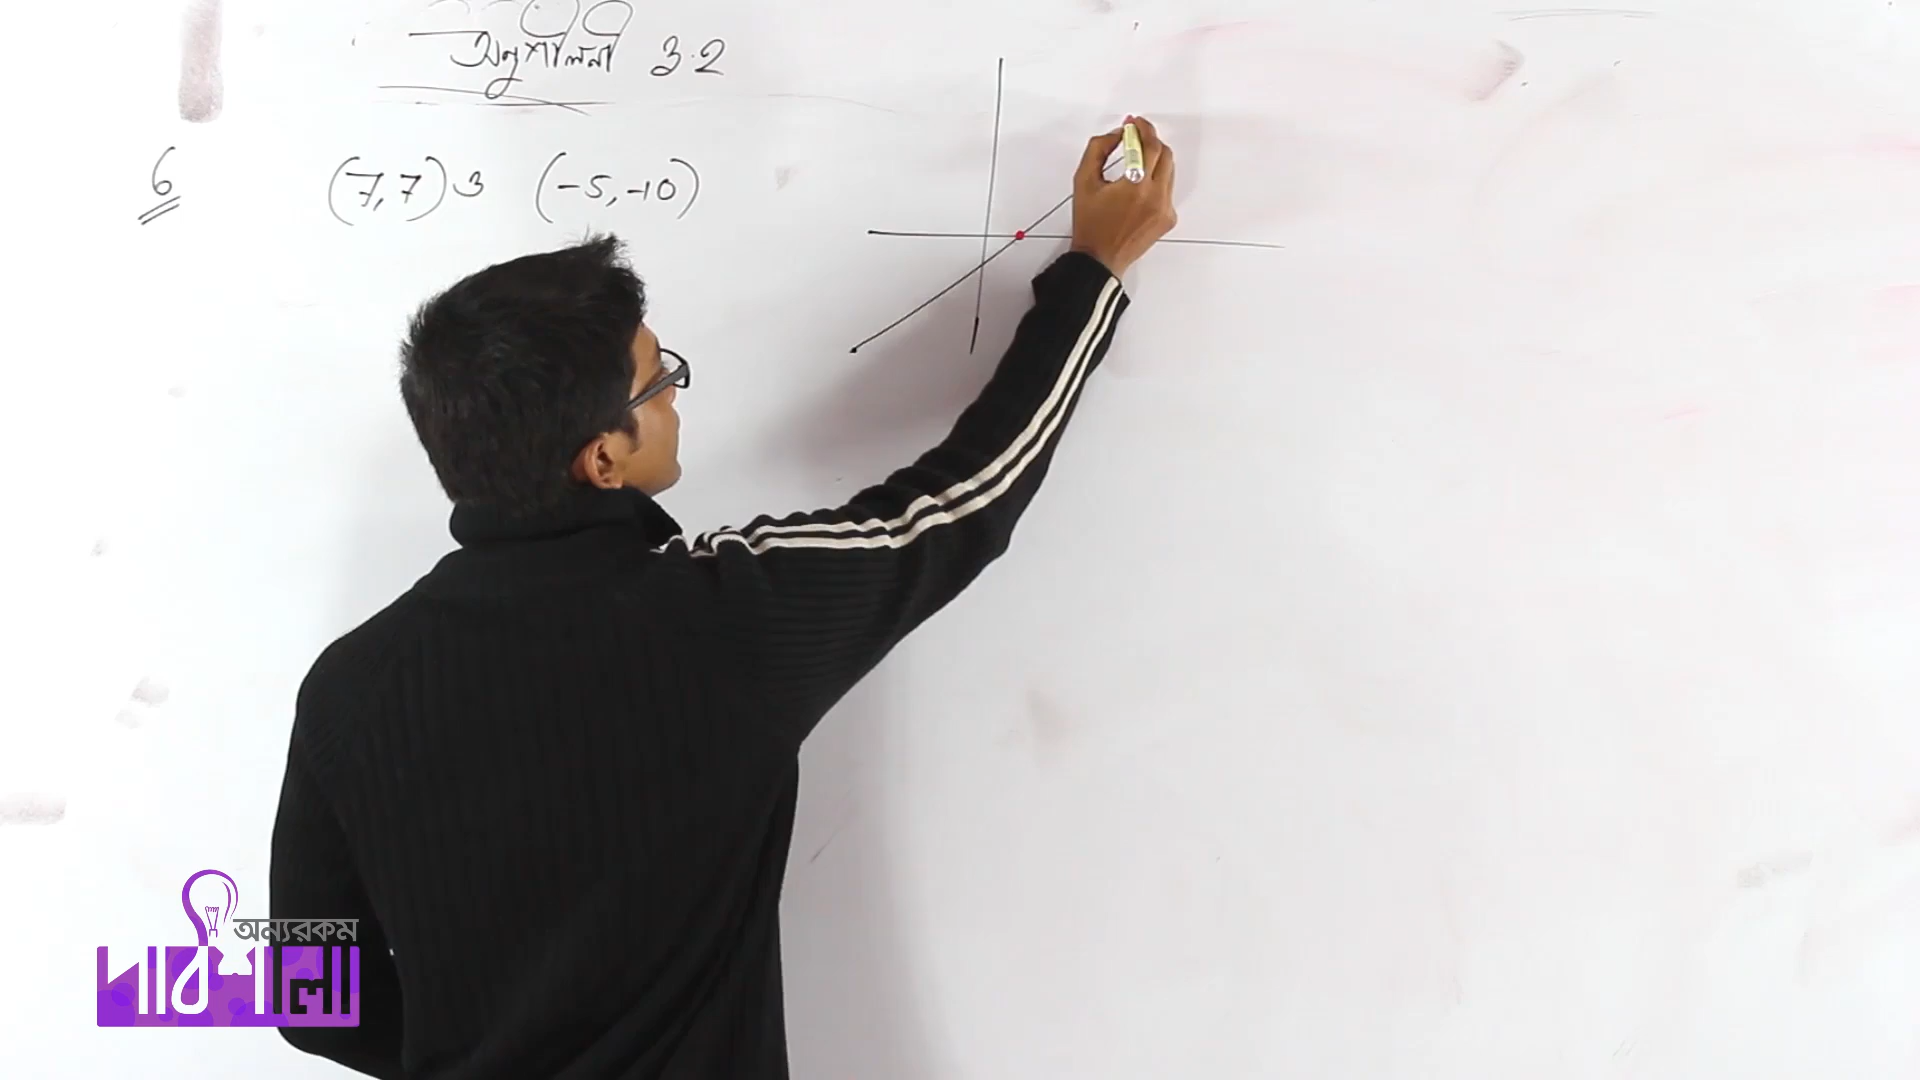 অনুশীলনী 3.2
6 (7,7) ও (-5,-10)
অন্যরকম
পাঠশালা